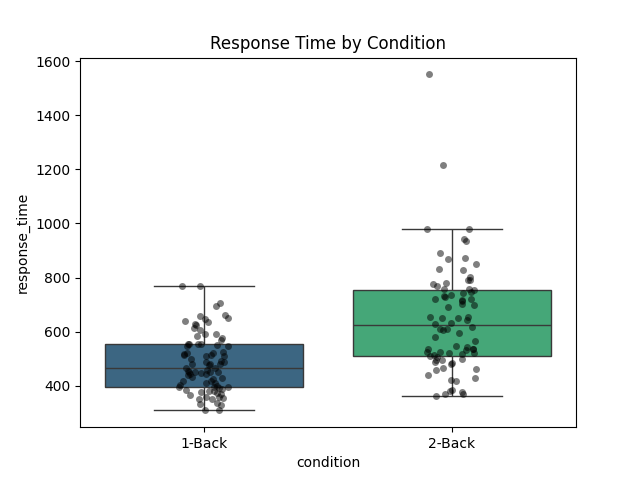 Response Time by Condition
1600
1400
1200
1000
800
600
400
response_time
1-Back
2-Back
condition